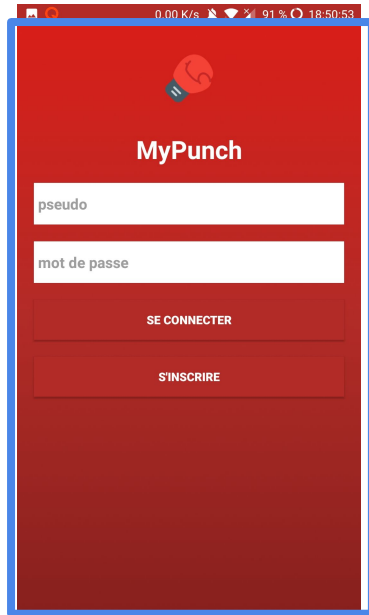 0.00 K/s 91 % 18:50:53
MyPunch
pseudo
mot de passe
SE CONNECTER
S'INSCRIRE